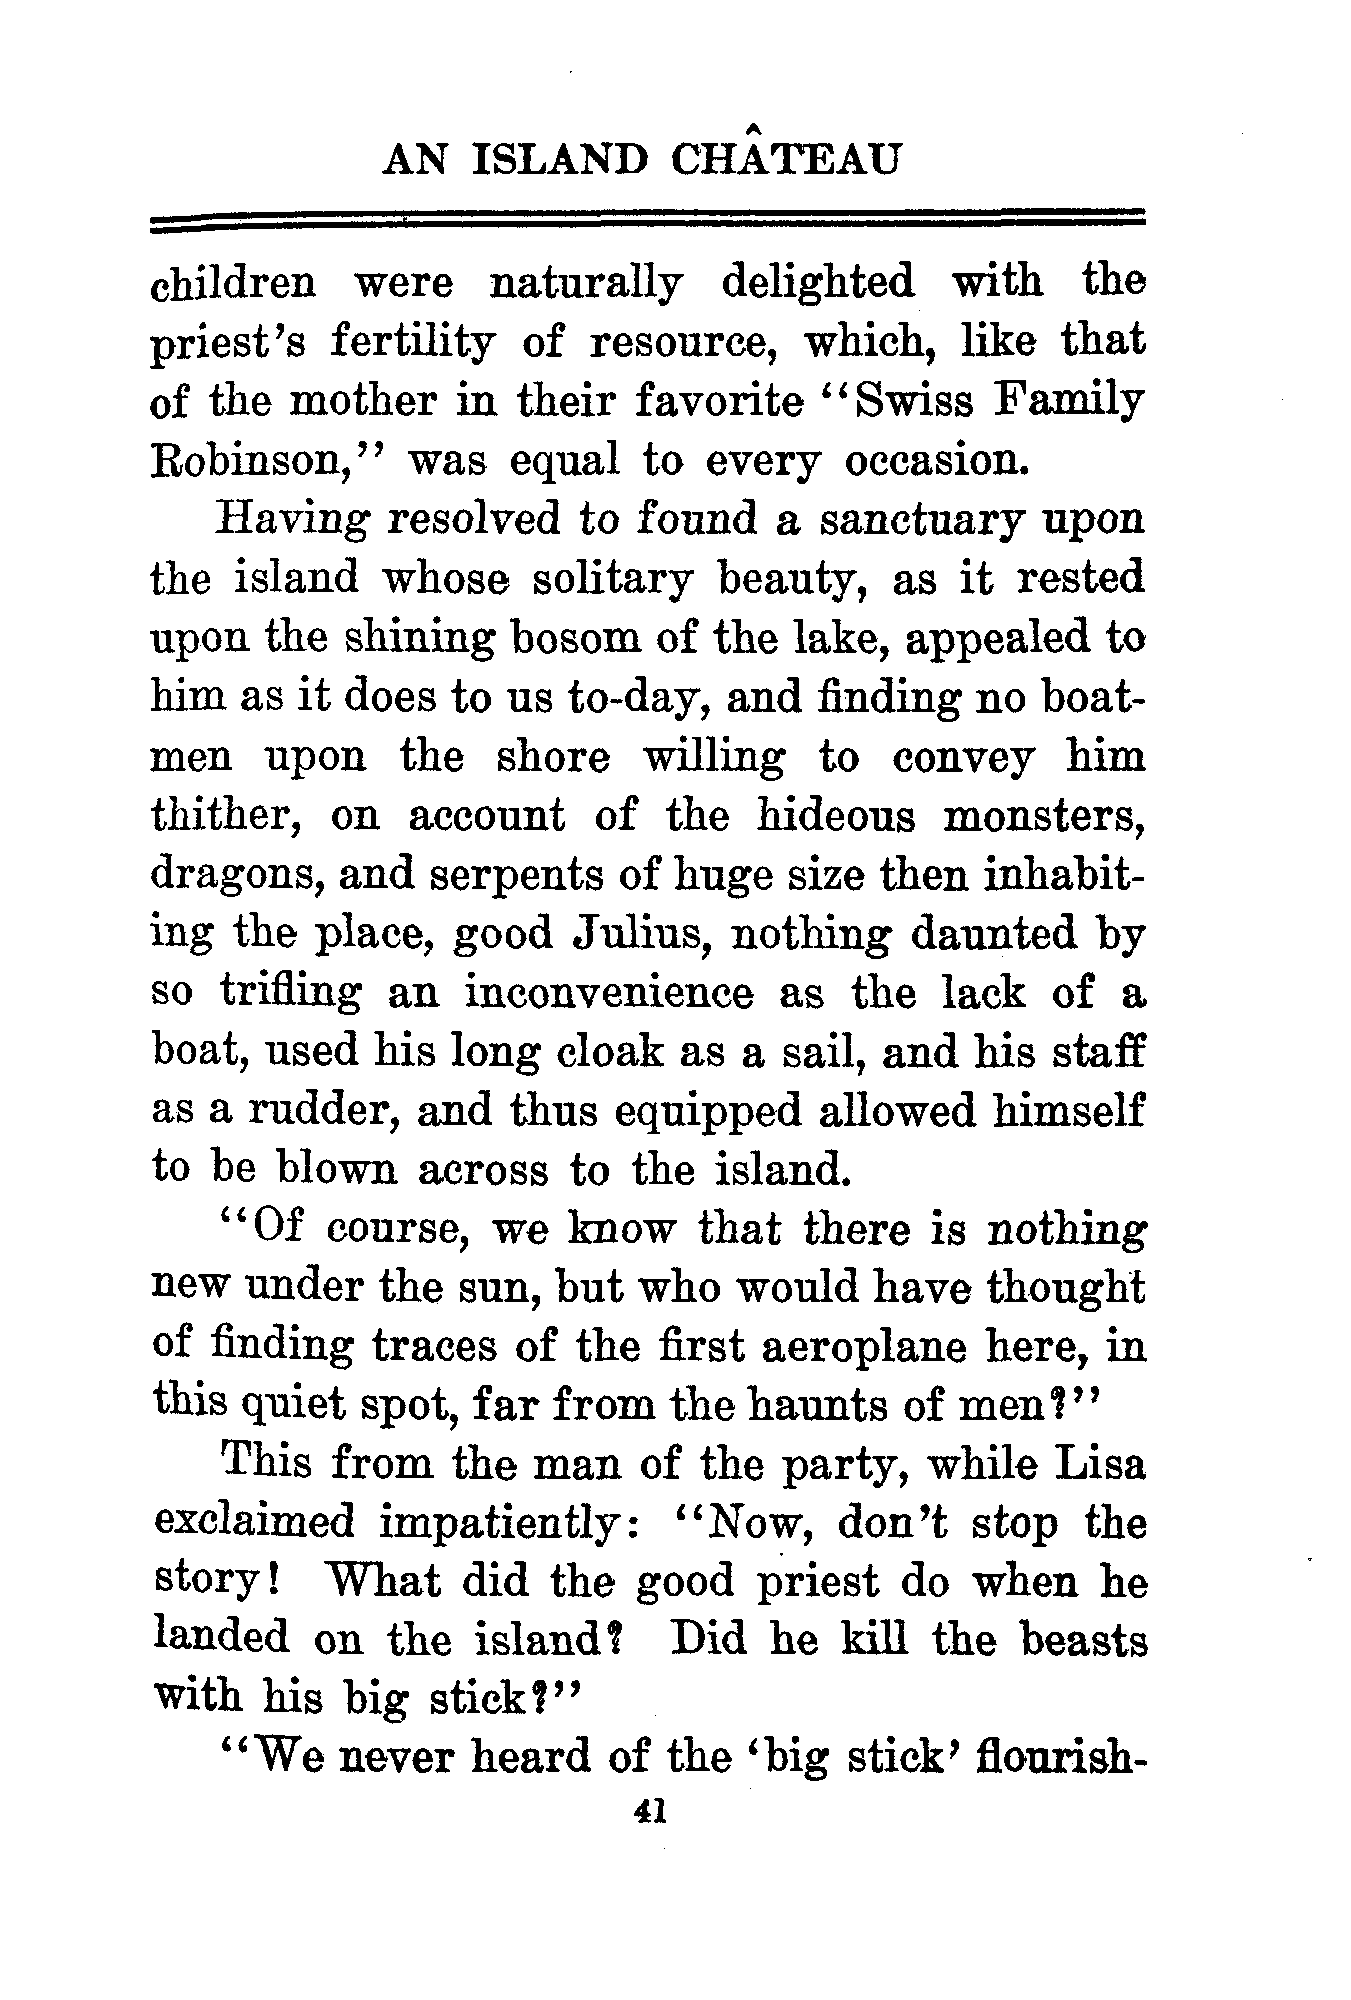 AN ISLAND CHÂTEAU
children were naturally delighted with the
priest's fertility of resource, which, like that
of the mother in their favorite "Swiss Family
Robinson," was equal to every occasion.
Having resolved to found a sanctuary upon
the island whose solitary beauty, as it rested
upon the shining bosom of the lake, appealed to
him as it does to us to-day, and finding no boat-
men upon the shore willing to convey him
thither, on account of the hideous monsters,
dragons, and serpents of huge size then inhabit-
ing the place, good Julius, nothing daunted by
so trifling an inconvenience as the lack of a
boat, used his long cloak as a sail, and his staff
as a rudder, and thus equipped allowed himself
to be blown across to the island.
"Of course, we know that there is nothing
new under the sun, but who would have thought
of finding traces of the first aeroplane here, in
this quiet spot, far from the haunts of men?"
This from the man of the party, while Lisa
exclaimed impatiently: "Now, don't stop the
story! What did the good priest do when he
landed on the island? Did he kill the beasts
with his big stick?"
"We never heard of the 'big stick' flourish-
41